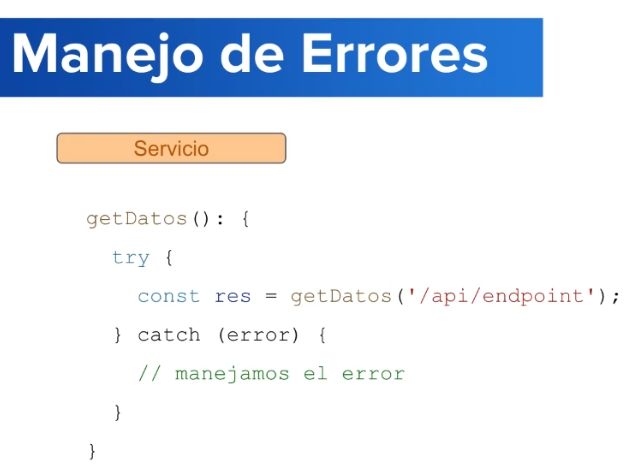 Manejo de Errores
Servicio
getDatos(): {
try {
const res = getDatos('/api/endpoint');
} catch (error) {
// manejamos el error
}
}